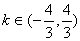 k ∈ (-4/3, 4/3)